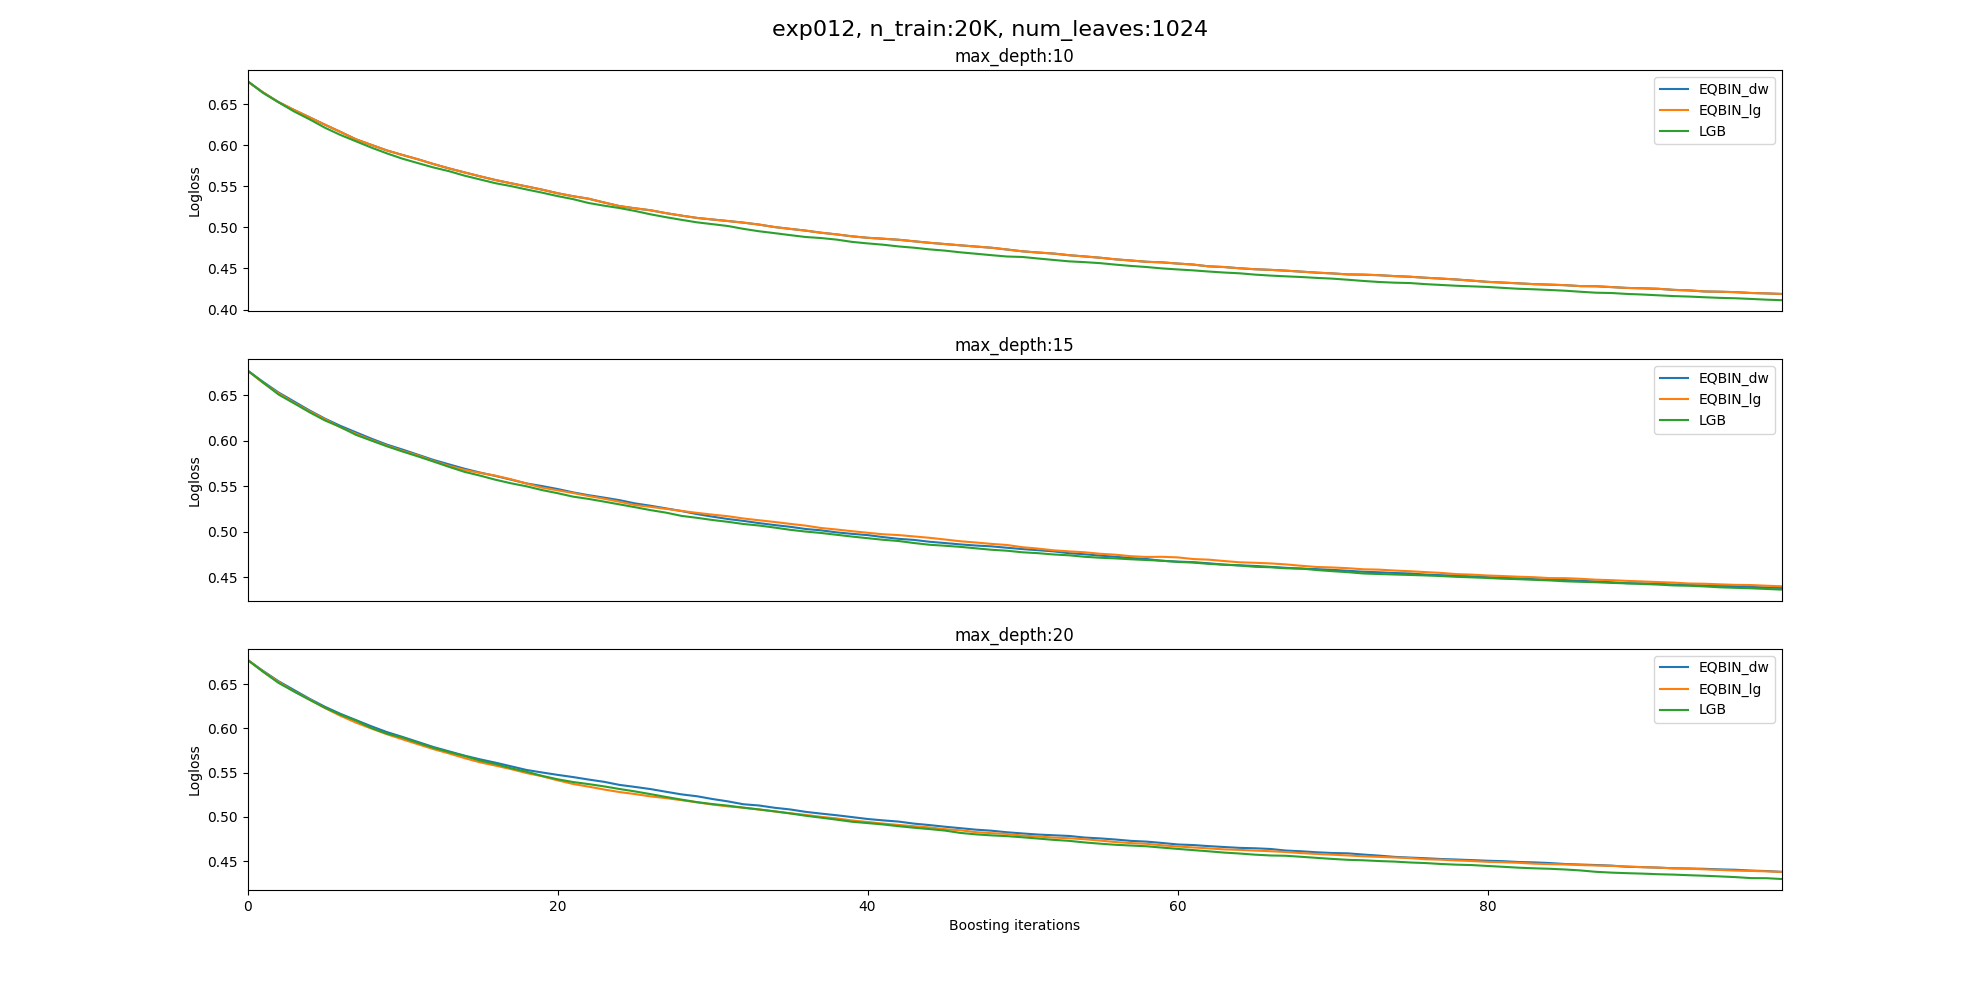 exp012, n_train:20K, num_leaves:1024
max_depth:10
EQBIN_dw
EQBIN_lg
LGB
Logloss
0.65
0.60
0.55
0.50
0.45
0.40
max_depth:15
EQBIN_dw
EQBIN_lg
LGB
Logloss
0.65
0.60
0.55
0.50
0.45
max_depth:20
EQBIN_dw
EQBIN_lg
LGB
Logloss
0.65
0.60
0.55
0.50
0.45
0 20 40 60 80
Boosting iterations